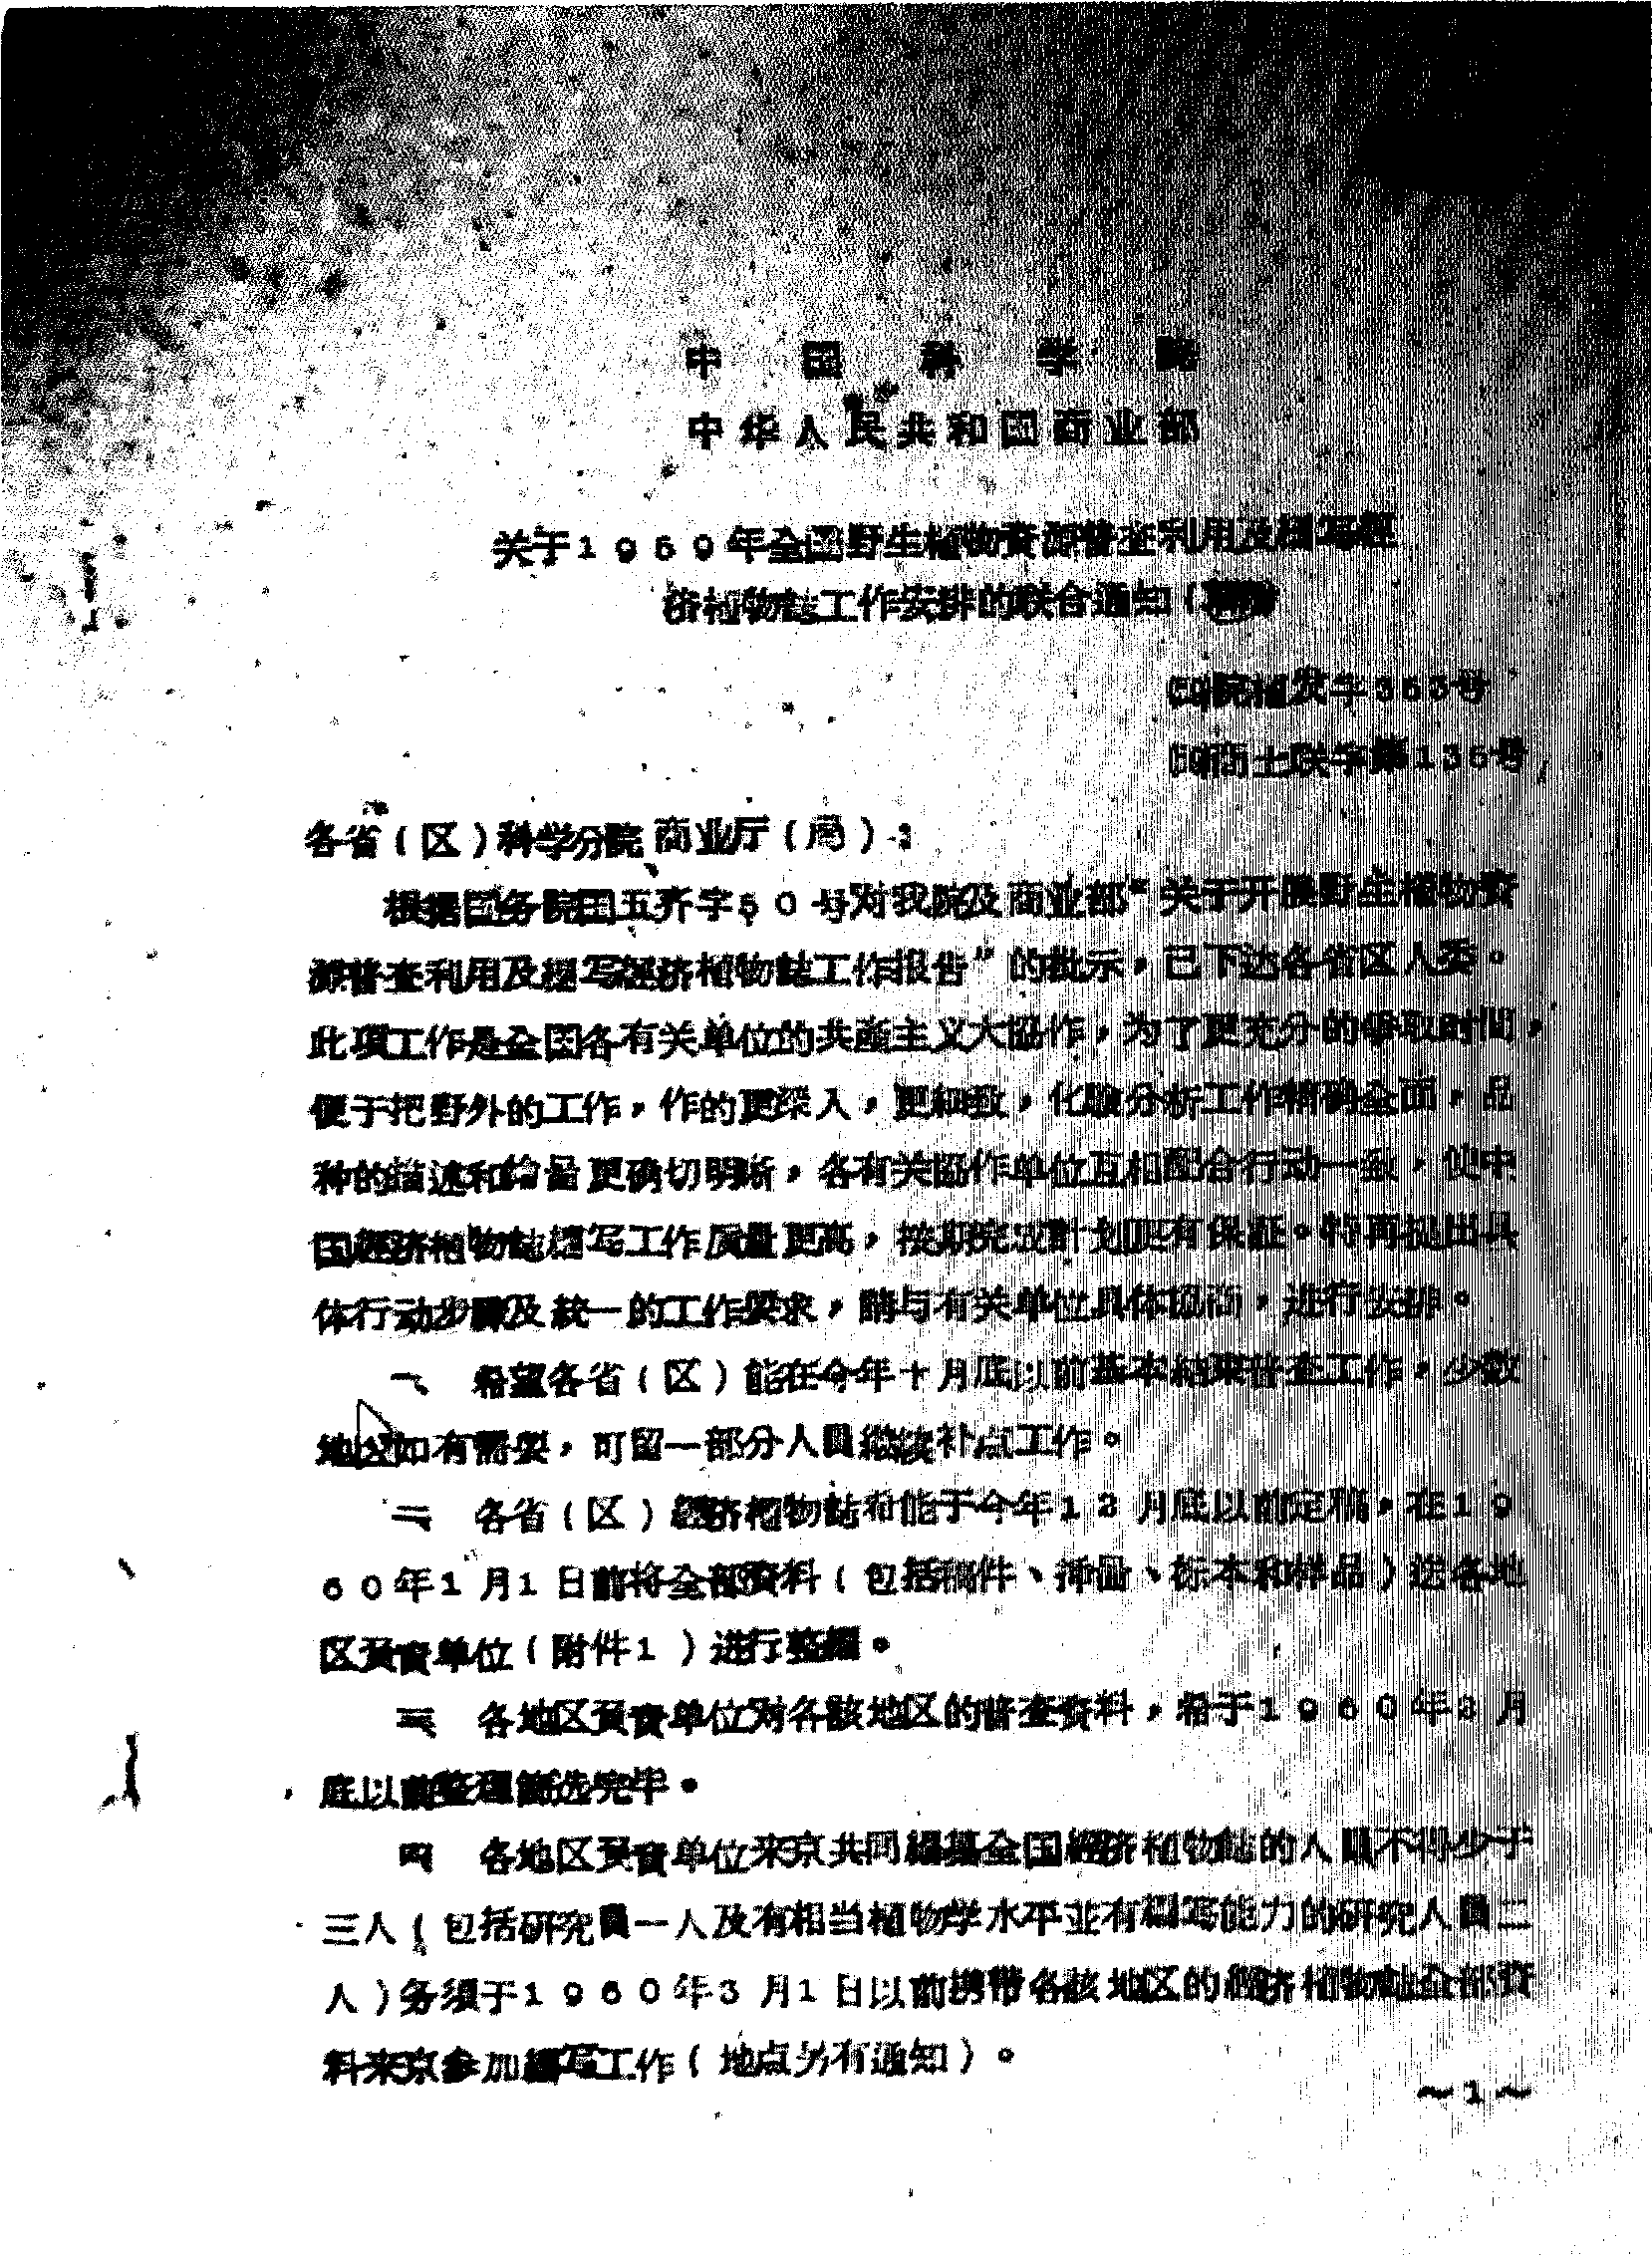 中国科学院
中华人民共和国商业部
关于1959年全国野生植物資源普查利用及編写經
济植物誌工作安排的联合通知(
院植发字363号
商土联字第136号
各省(区)科学分院 商业厅(局):
根据国务院国五齐字50号对我院及商业部“关于开展野生植物資
源普查利用及編写經济植物誌工作报告”的批示,已下达各省区人委。
此項工作是全国各有关单位的共產主义大協作,为了更充分的爭取时間,
便于把野外的工作,作的更深入,更細致,化驗分析工作精确全面,品
种的描述和繪晶更确切明晰,各有关協作单位互相配合行动一致,使中
国經济植物誌編写工作质量更高,按期完成計划更有保証。特再提出具
体行动步驟及統一的工作要求,請与有关单位具体協商,进行安排。
一、希望各省(区)能在今年十月底以前基本結束普查工作,少数
地区如有需要,可留一部分人員繼续补点工作。
二、各省(区)經济植物誌希能于今年12月底以前定稿,在19
60年1月1日前将全部資料(包括稿件、挿畾、标本和样品)送各地
区負責单位(附件1)进行整編。
三、各地区負責单位对各該地区的普查資料,希于1960年2月
底以前整理篩选完毕。
四、各地区負責单位来京共同編纂全国經济植物誌的人員不得少于
三人(包括研究員一人及有相当植物学水平並有編写能力的研究人員二
人)务須于1960年3月1日以前携带各該地区的經济植物誌全部資
料来京参加編写工作(地点另有通知)。
~1~